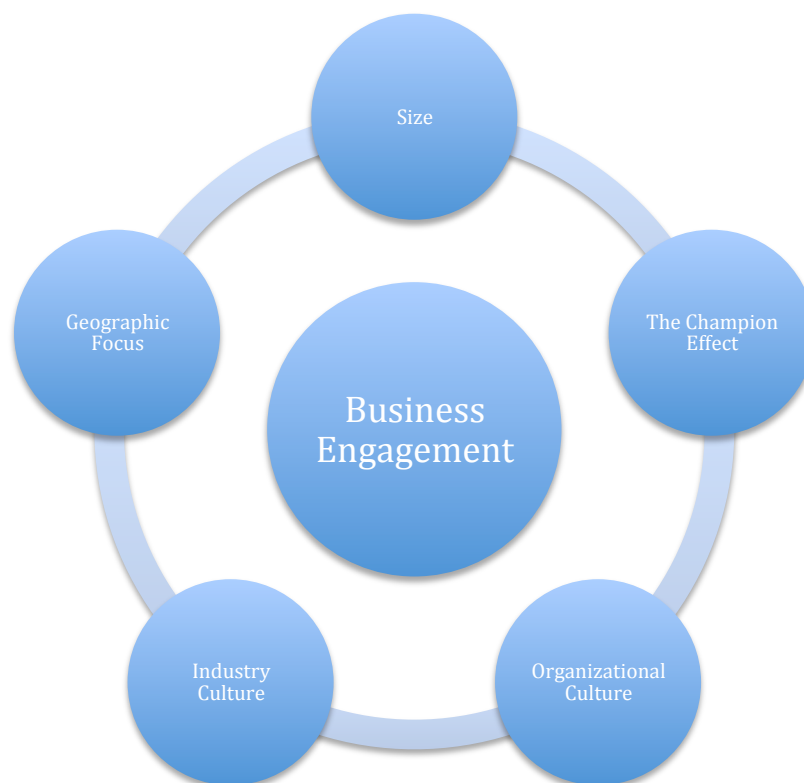 Size
The Champion
Effect
Organizational
Culture
Industry
Culture
Geographic
Focus
Business
Engagement